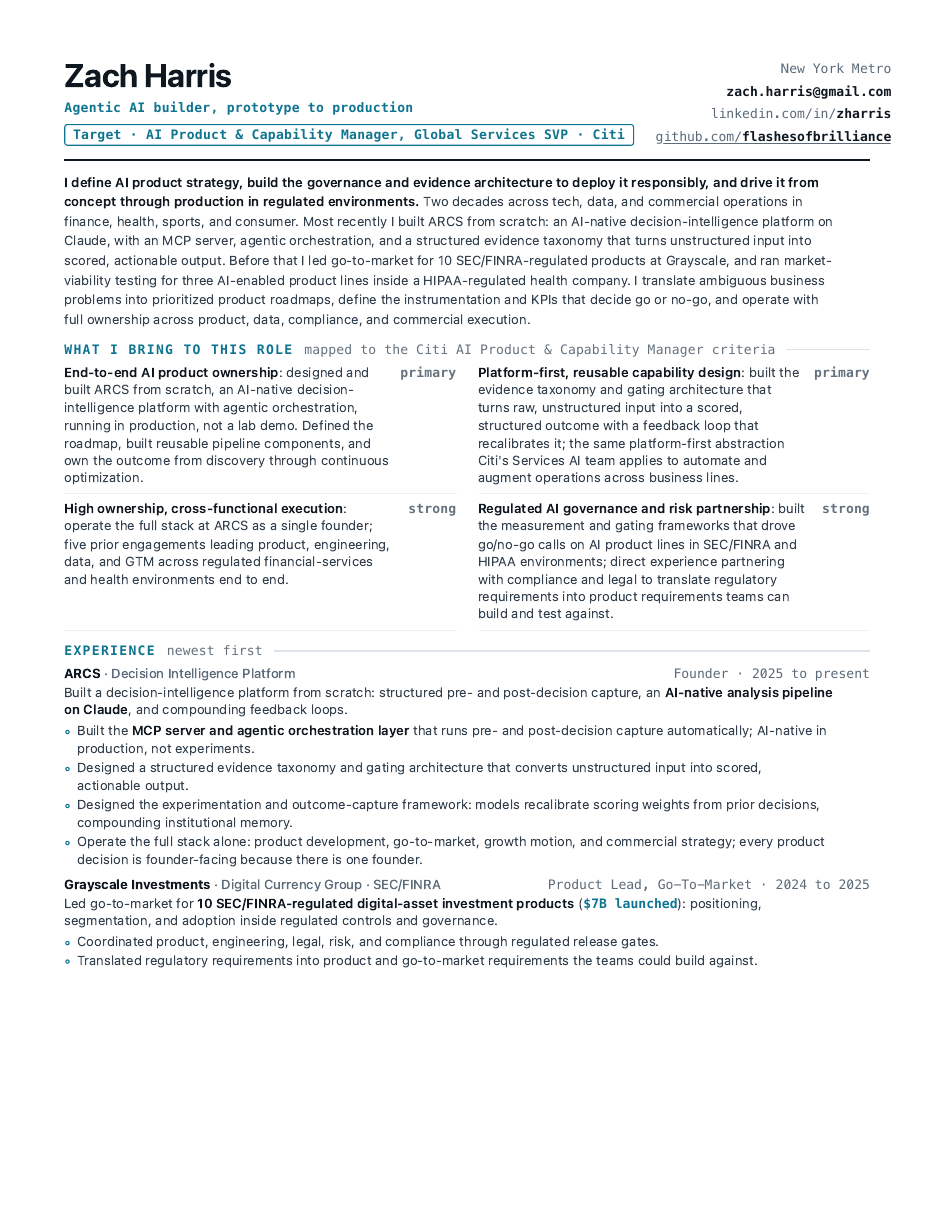 Zach Harris
Agentic AI builder, prototype to production
Target · AI Product & Capability Manager, Global Services SVP · Citi
New York Metro
zach.harris@gmail.com
linkedin.com/in/zharris
github.com/flashesofbrilliance
I define AI product strategy, build the governance and evidence architecture to deploy it responsibly, and drive it from
concept through production in regulated environments. Two decades across tech, data, and commercial operations in
finance, health, sports, and consumer. Most recently I built ARCS from scratch: an AI-native decision-intelligence platform on
Claude, with an MCP server, agentic orchestration, and a structured evidence taxonomy that turns unstructured input into
scored, actionable output. Before that I led go-to-market for 10 SEC/FINRA-regulated products at Grayscale, and ran market-
viability testing for three AI-enabled product lines inside a HIPAA-regulated health company. I translate ambiguous business
problems into prioritized product roadmaps, define the instrumentation and KPIs that decide go or no-go, and operate with
full ownership across product, data, compliance, and commercial execution.
WHAT I BRING TO THIS ROLE mapped to the Citi AI Product & Capability Manager criteria
End-to-end AI product ownership: designed and primary
built ARCS from scratch, an AI-native decision-
intelligence platform with agentic orchestration,
running in production, not a lab demo. Defined the
roadmap, built reusable pipeline components, and
own the outcome from discovery through continuous
optimization.
Platform-first, reusable capability design: built the primary
evidence taxonomy and gating architecture that
turns raw, unstructured input into a scored,
structured outcome with a feedback loop that
recalibrates it; the same platform-first abstraction
Citi's Services AI team applies to automate and
augment operations across business lines.
High ownership, cross-functional execution: strong
operate the full stack at ARCS as a single founder;
five prior engagements leading product, engineering,
data, and GTM across regulated financial-services
and health environments end to end.
Regulated AI governance and risk partnership: built strong
the measurement and gating frameworks that drove
go/no-go calls on AI product lines in SEC/FINRA and
HIPAA environments; direct experience partnering
with compliance and legal to translate regulatory
requirements into product requirements teams can
build and test against.
EXPERIENCE newest first
ARCS · Decision Intelligence Platform Founder · 2025 to present
Built a decision-intelligence platform from scratch: structured pre- and post-decision capture, an AI-native analysis pipeline
on Claude, and compounding feedback loops.
Built the MCP server and agentic orchestration layer that runs pre- and post-decision capture automatically; AI-native in
production, not experiments.
Designed a structured evidence taxonomy and gating architecture that converts unstructured input into scored,
actionable output.
Designed the experimentation and outcome-capture framework: models recalibrate scoring weights from prior decisions,
compounding institutional memory.
Operate the full stack alone: product development, go-to-market, growth motion, and commercial strategy; every product
decision is founder-facing because there is one founder.
Grayscale Investments · Digital Currency Group · SEC/FINRA Product Lead, Go-To-Market · 2024 to 2025
Led go-to-market for 10 SEC/FINRA-regulated digital-asset investment products ($7B launched): positioning,
segmentation, and adoption inside regulated controls and governance.
Coordinated product, engineering, legal, risk, and compliance through regulated release gates.
Translated regulatory requirements into product and go-to-market requirements the teams could build against.